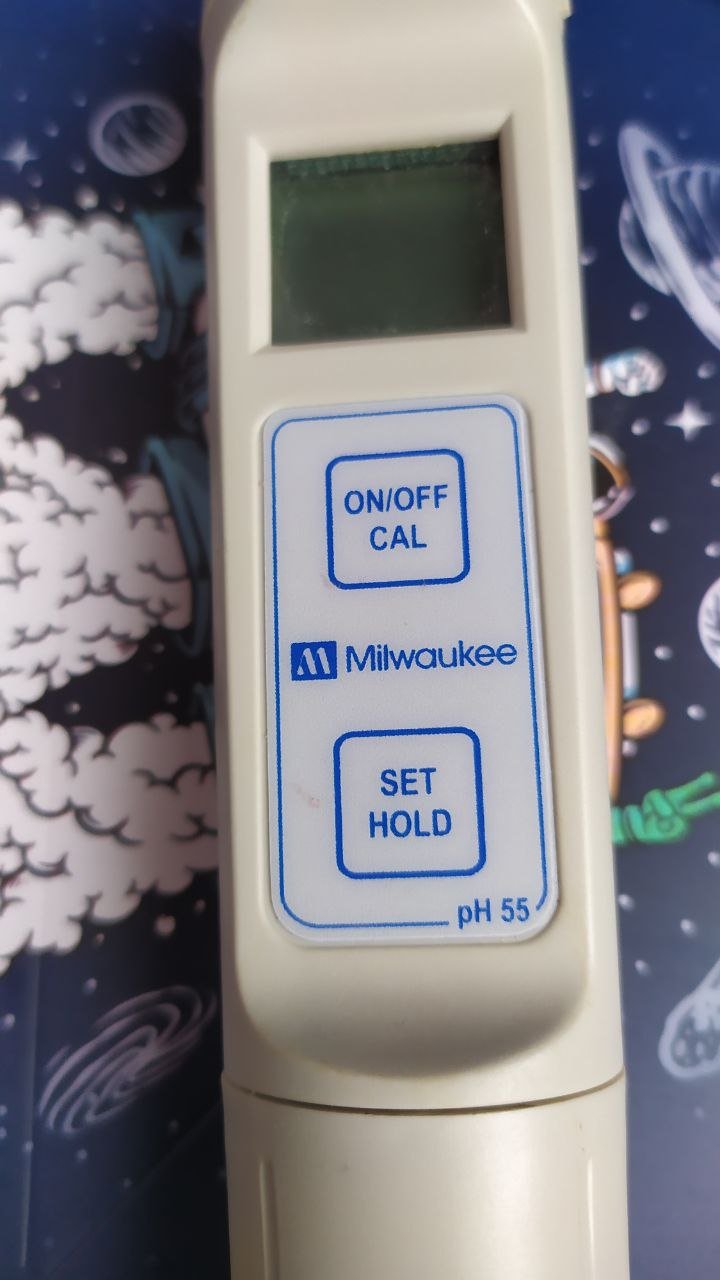 ON/OFF
CAL
Milwaukee
SET
HOLD
pH 55